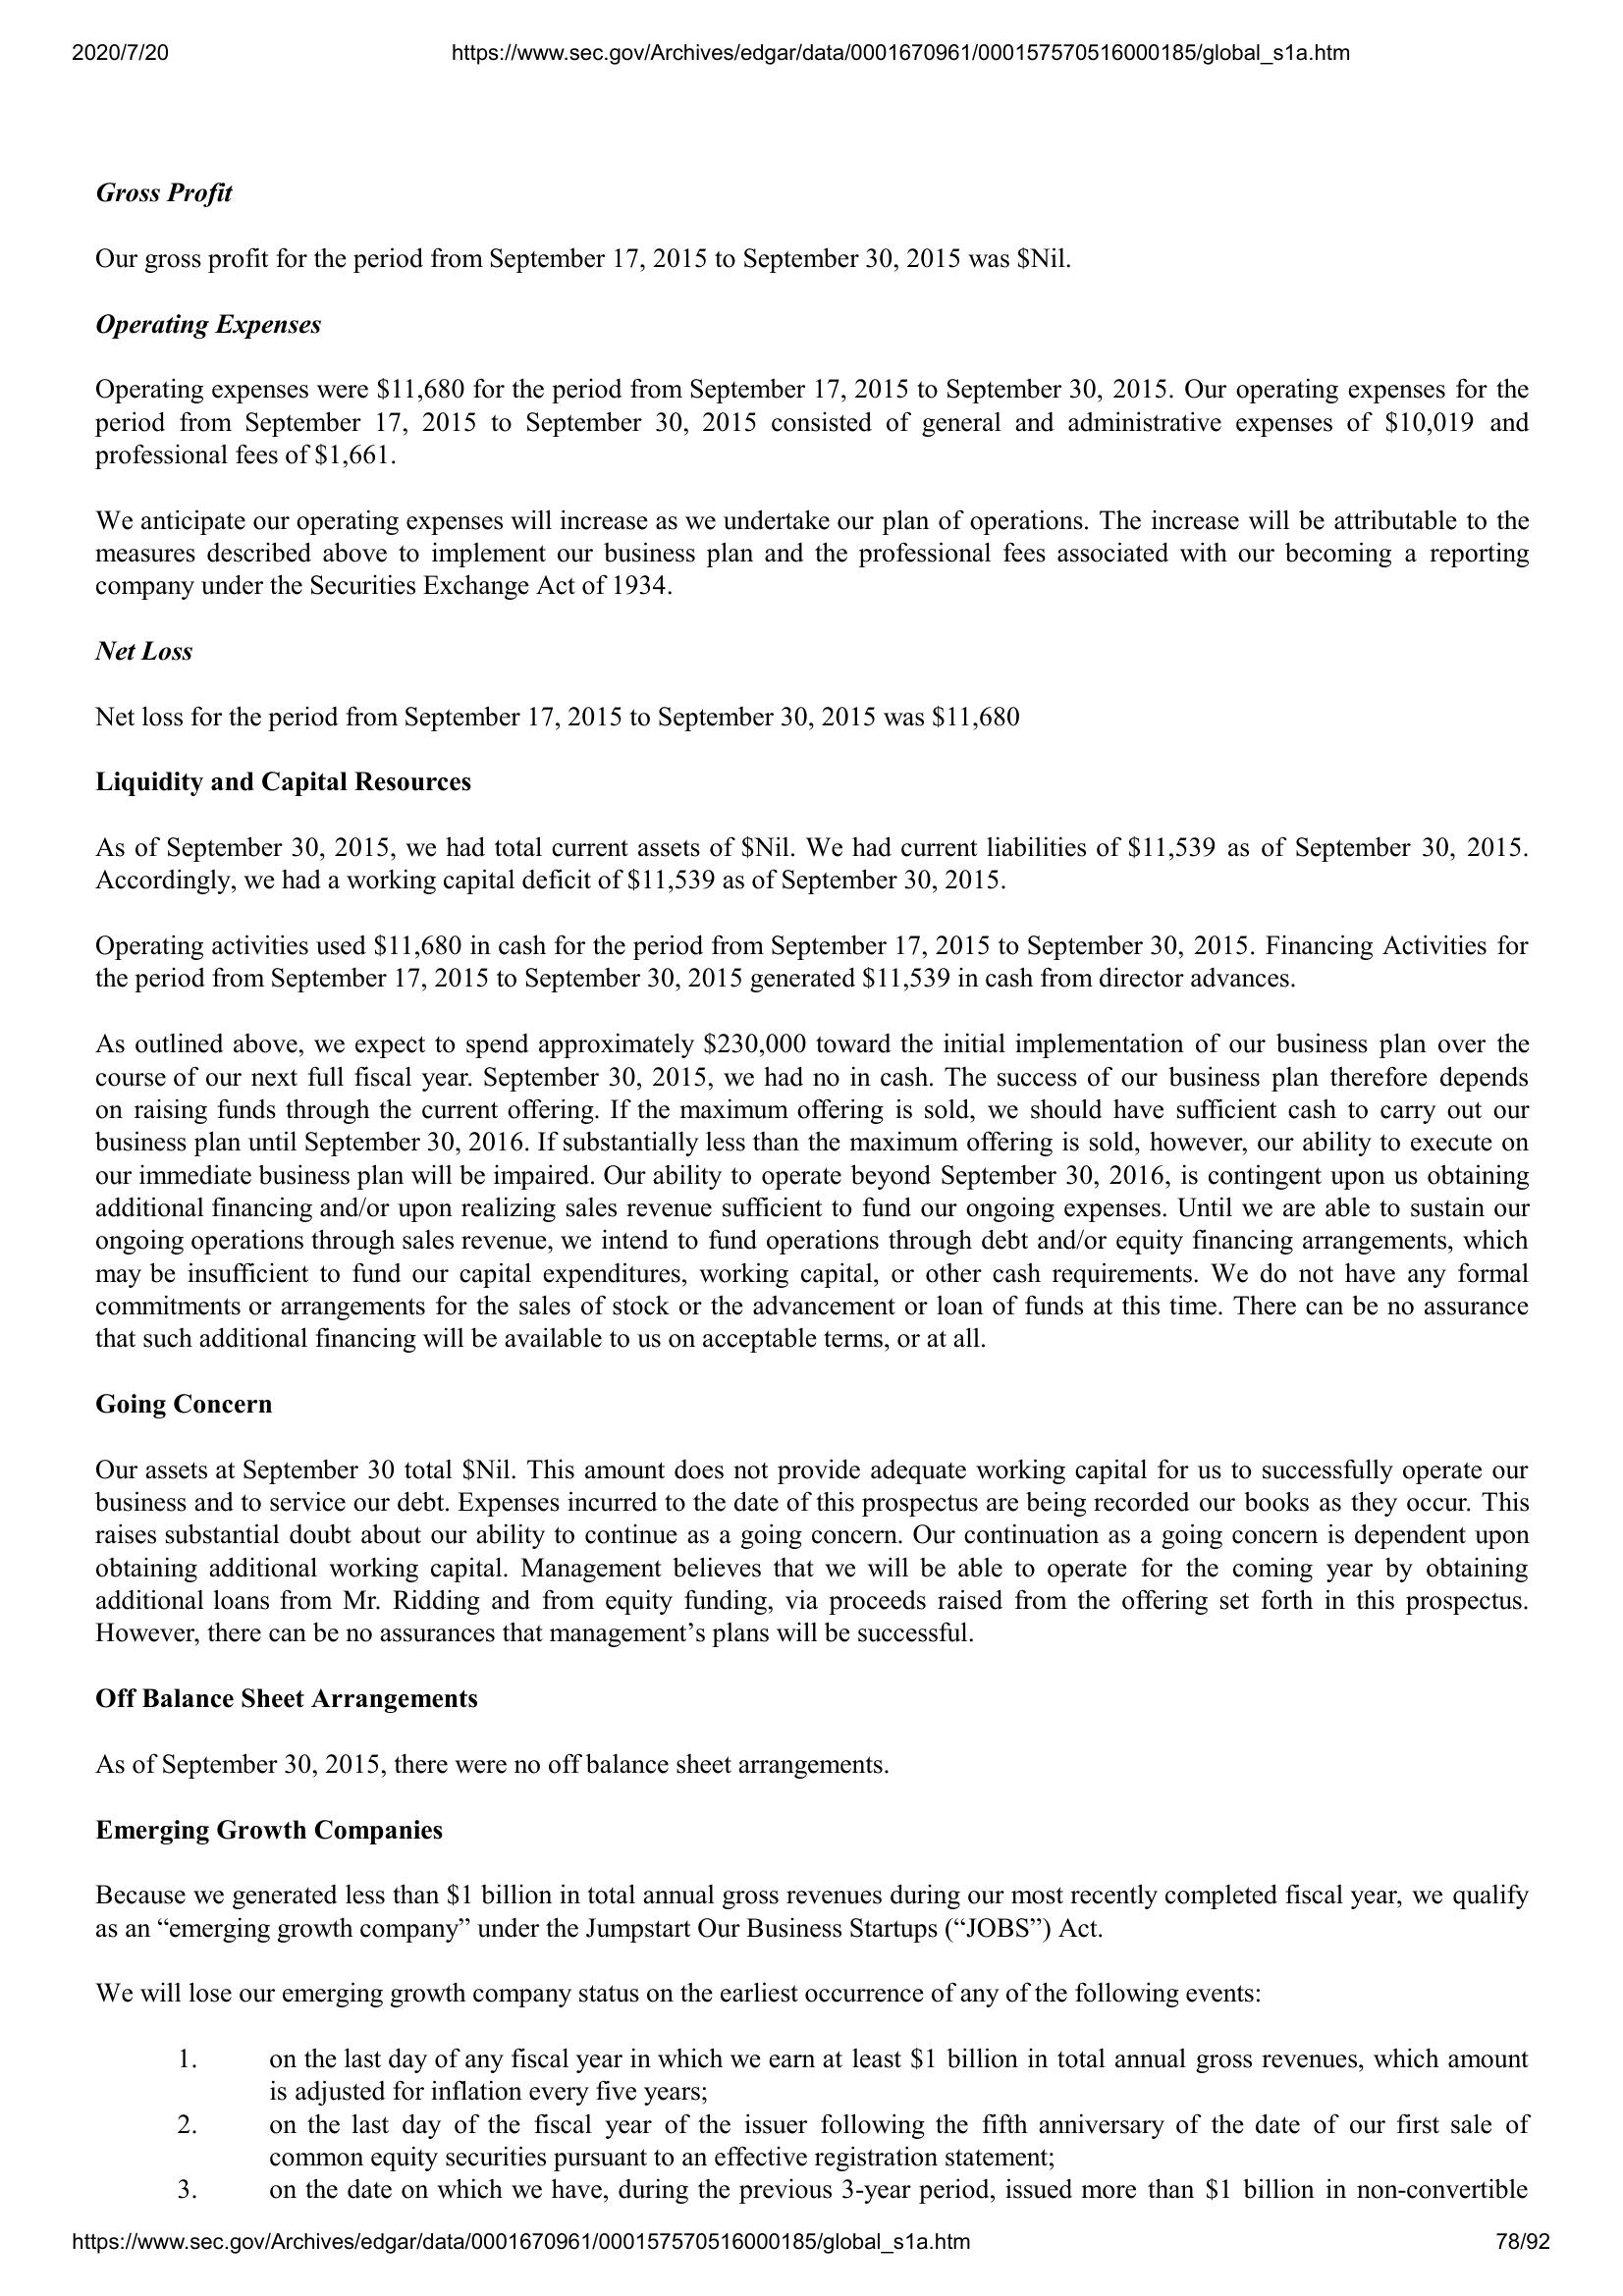 2020/7/20 https://www.sec.gov/Archives/edgar/data/0001670961/000157570516000185/global_s1a.htm
Gross Profit
Our gross profit for the period from September 17, 2015 to September 30, 2015 was $Nil.
Operating Expenses
Operating expenses were $11,680 for the period from September 17, 2015 to September 30, 2015. Our operating expenses for the
period from September 17, 2015 to September 30, 2015 consisted of general and administrative expenses of $10,019 and
professional fees of $1,661.
We anticipate our operating expenses will increase as we undertake our plan of operations. The increase will be attributable to the
measures described above to implement our business plan and the professional fees associated with our becoming a reporting
company under the Securities Exchange Act of 1934.
Net Loss
Net loss for the period from September 17, 2015 to September 30, 2015 was $11,680
Liquidity and Capital Resources
As of September 30, 2015, we had total current assets of $Nil. We had current liabilities of $11,539 as of September 30, 2015.
Accordingly, we had a working capital deficit of $11,539 as of September 30, 2015.
Operating activities used $11,680 in cash for the period from September 17, 2015 to September 30, 2015. Financing Activities for
the period from September 17, 2015 to September 30, 2015 generated $11,539 in cash from director advances.
As outlined above, we expect to spend approximately $230,000 toward the initial implementation of our business plan over the
course of our next full fiscal year. September 30, 2015, we had no in cash. The success of our business plan therefore depends
on raising funds through the current offering. If the maximum offering is sold, we should have sufficient cash to carry out our
business plan until September 30, 2016. If substantially less than the maximum offering is sold, however, our ability to execute on
our immediate business plan will be impaired. Our ability to operate beyond September 30, 2016, is contingent upon us obtaining
additional financing and/or upon realizing sales revenue sufficient to fund our ongoing expenses. Until we are able to sustain our
ongoing operations through sales revenue, we intend to fund operations through debt and/or equity financing arrangements, which
may be insufficient to fund our capital expenditures, working capital, or other cash requirements. We do not have any formal
commitments or arrangements for the sales of stock or the advancement or loan of funds at this time. There can be no assurance
that such additional financing will be available to us on acceptable terms, or at all.
Going Concern
Our assets at September 30 total $Nil. This amount does not provide adequate working capital for us to successfully operate our
business and to service our debt. Expenses incurred to the date of this prospectus are being recorded our books as they occur. This
raises substantial doubt about our ability to continue as a going concern. Our continuation as a going concern is dependent upon
obtaining additional working capital. Management believes that we will be able to operate for the coming year by obtaining
additional loans from Mr. Ridding and from equity funding, via proceeds raised from the offering set forth in this prospectus.
However, there can be no assurances that management’s plans will be successful.
Off Balance Sheet Arrangements
As of September 30, 2015, there were no off balance sheet arrangements.
Emerging Growth Companies
Because we generated less than $1 billion in total annual gross revenues during our most recently completed fiscal year, we qualify
as an “emerging growth company” under the Jumpstart Our Business Startups (“JOBS”) Act.
We will lose our emerging growth company status on the earliest occurrence of any of the following events:
1. on the last day of any fiscal year in which we earn at least $1 billion in total annual gross revenues, which amount
is adjusted for inflation every five years;
2. on the last day of the fiscal year of the issuer following the fifth anniversary of the date of our first sale of
common equity securities pursuant to an effective registration statement;
3. on the date on which we have, during the previous 3-year period, issued more than $1 billion in non-convertible
https://www.sec.gov/Archives/edgar/data/0001670961/000157570516000185/global_s1a.htm 78/92